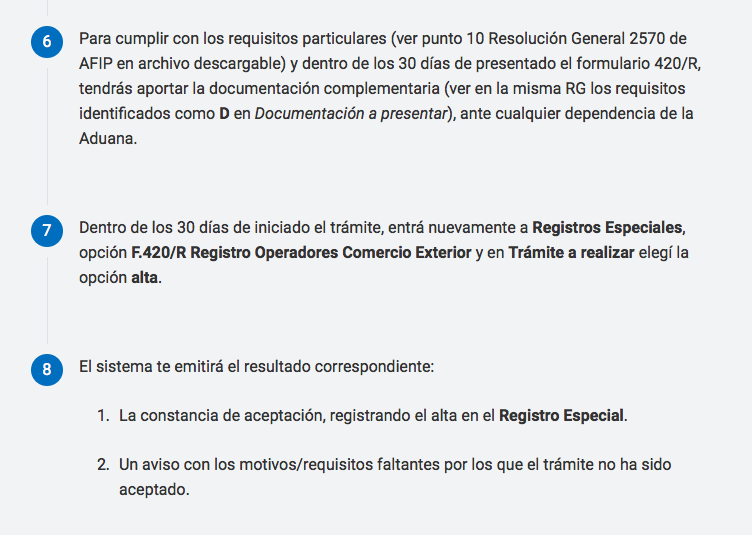 6
Para cumplir con los requisitos particulares (ver punto 10 Resolución General 2570 de
AFIP en archivo descargable) y dentro de los 30 días de presentado el formulario 420/R,
tendrás aportar la documentación complementaria (ver en la misma RG los requisitos
identificados como D en Documentación a presentar), ante cualquier dependencia de la
Aduana.
7
Dentro de los 30 días de iniciado el trámite, entrá nuevamente a Registros Especiales,
opción F.420/R Registro Operadores Comercio Exterior y en Trámite a realizar elegí la
opción alta.
8
El sistema te emitirá el resultado correspondiente:
1. La constancia de aceptación, registrando el alta en el Registro Especial.
2. Un aviso con los motivos/requisitos faltantes por los que el trámite no ha sido
aceptado.